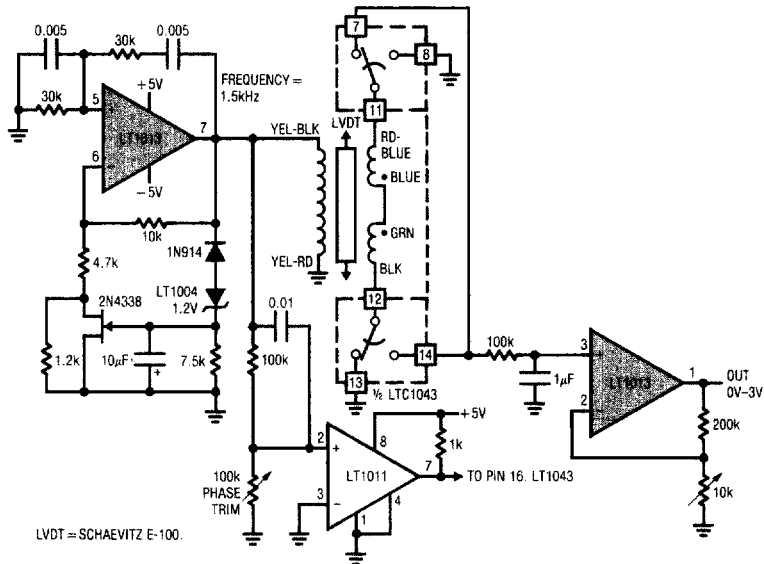 0.005
30k
0.005
30k
5
+
+5V
LT1013
7
6
−
−5V
FREQUENCY =
1.5kHz
YEL-BLK
YEL-RD
LVDT
7
8
11
RD-
BLUE
BLUE
GRN
BLK
12
14
13
½ LTC1043
10k
1N914
4.7k
LT1004
1.2V
2N4338
1.2k
10µF
+
7.5k
0.01
100k
100k
PHASE
TRIM
2
+
3
−
LT1011
8
7
4
1
+5V
1k
TO PIN 16. LT1043
100k
1µF
3
+
2
−
LT1013
1
OUT
0V–3V
200k
10k
LVDT = SCHAEVITZ E-100.